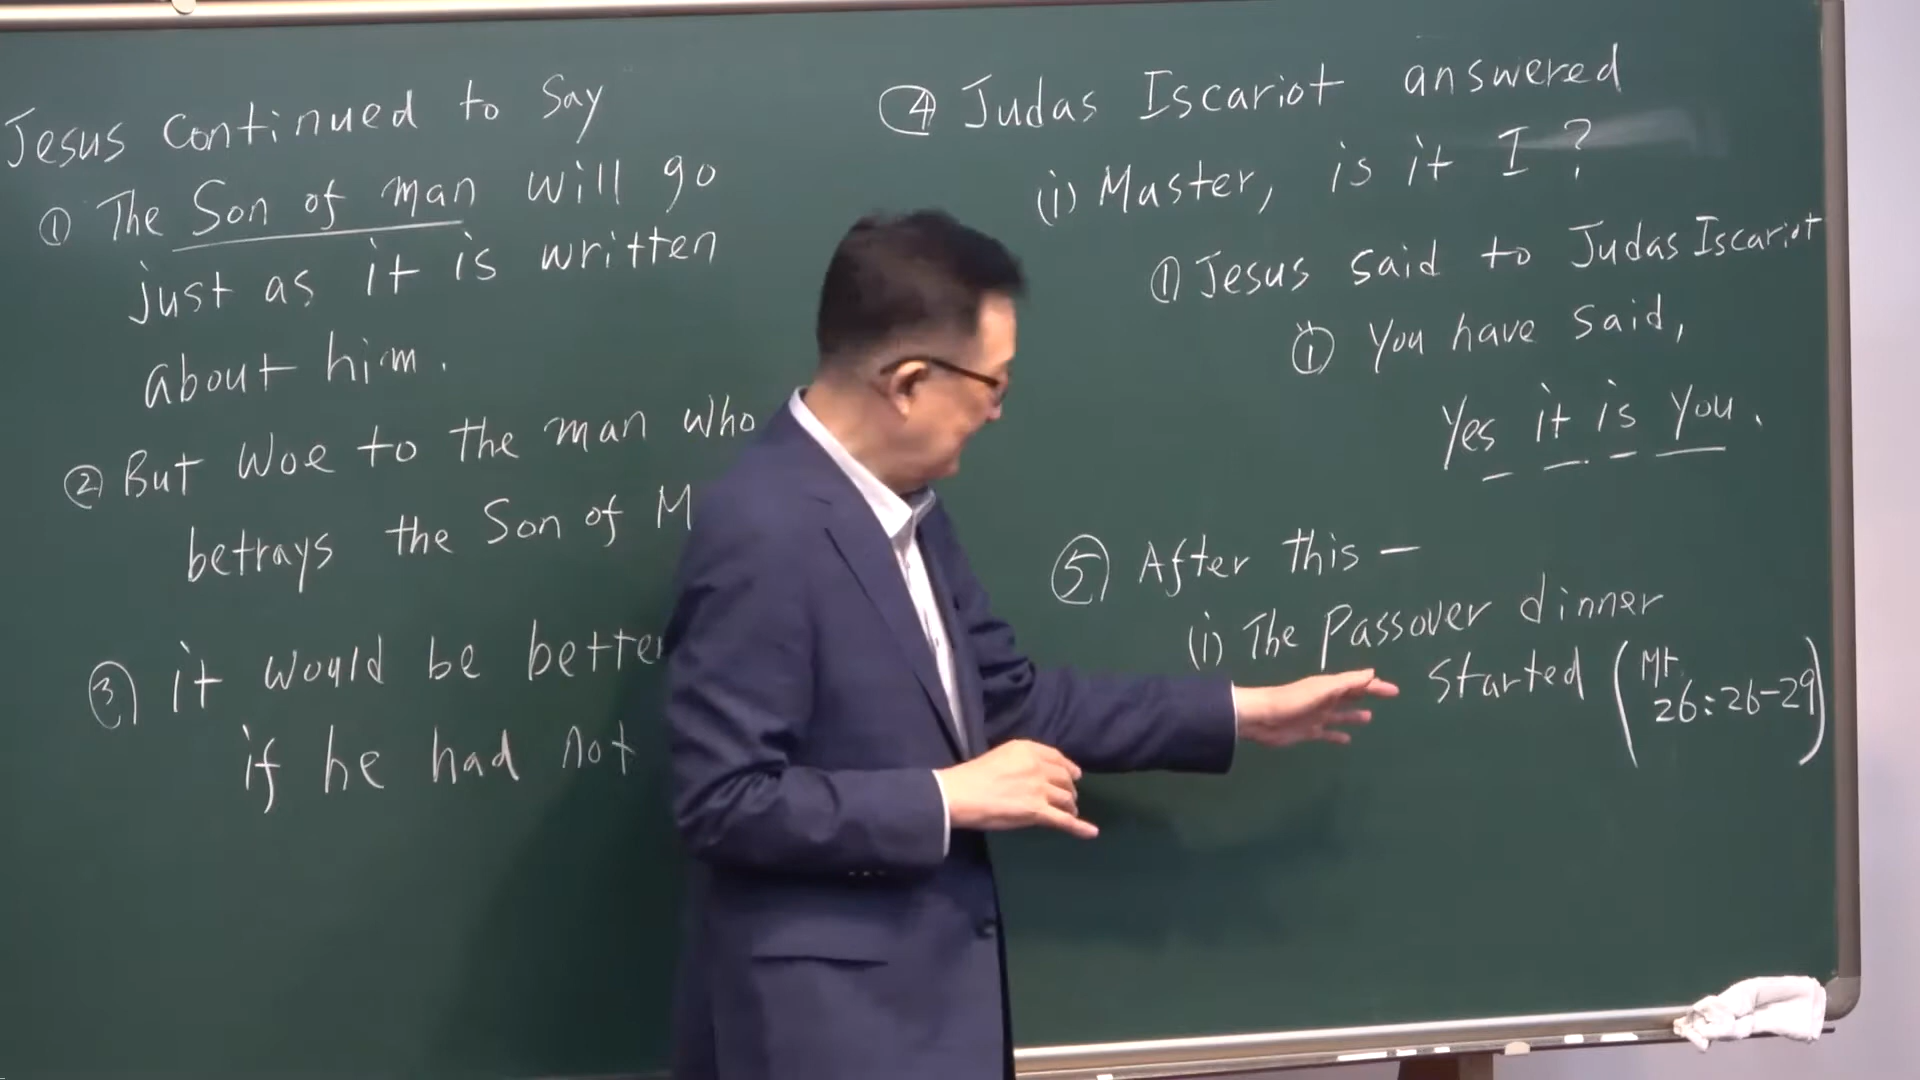 Jesus continued to say
① The Son of man will go
just as it is written
about him.
② But Woe to the man who
betrays the Son of M
③ it would be better
if he had not
④ Judas Iscariot answered
(i) Master, is it I?
① Jesus said to Judas Iscariot
① You have said,
Yes it is you.
⑤ After this —
(i) The Passover dinner
started (Mt. 26:26-29)